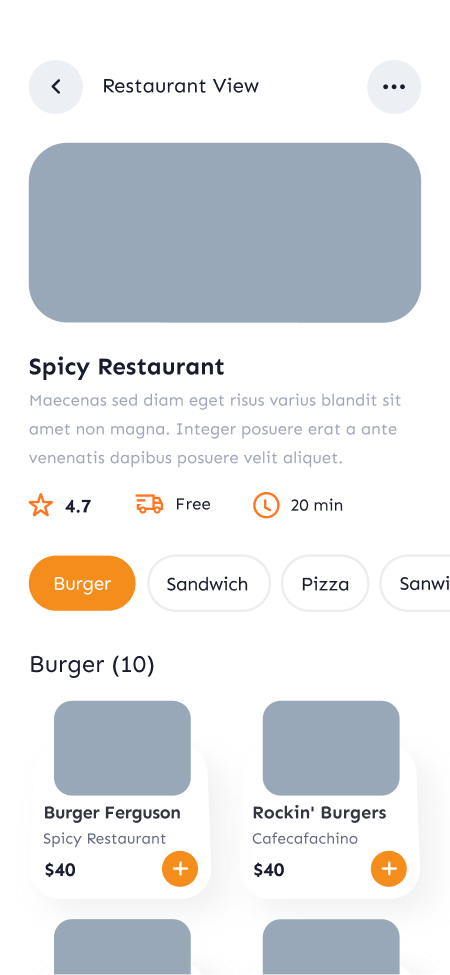 Restaurant View
Spicy Restaurant
Maecenas sed diam eget risus varius blandit sit
amet non magna. Integer posuere erat a ante
venenatis dapibus posuere velit aliquet.
4.7 Free 20 min
Burger Sandwich Pizza Sanwi
Burger (10)
Burger Ferguson
Spicy Restaurant
$40
Rockin' Burgers
Cafecafachino
$40